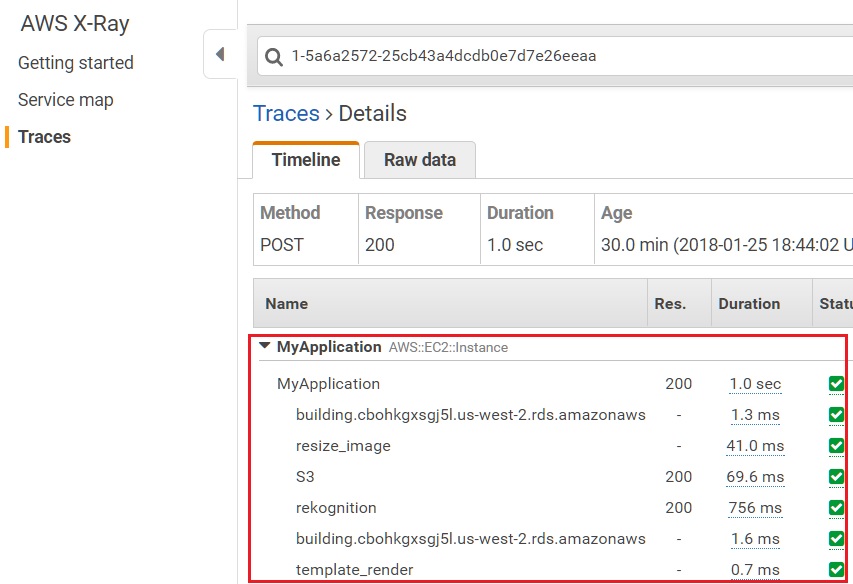 AWS X-Ray
Getting started
Service map
Traces
1-5a6a2572-25cb43a4dcdb0e7d7e26eeaa
Traces > Details
Timeline Raw data
Method Response Duration Age
POST 200 1.0 sec 30.0 min (2018-01-25 18:44:02 U
Name Res. Duration Statu
MyApplication AWS::EC2::Instance
MyApplication 200 1.0 sec
building.cbohkgxsgj5l.us-west-2.rds.amazonaws - 1.3 ms
resize_image - 41.0 ms
S3 200 69.6 ms
rekognition 200 756 ms
building.cbohkgxsgj5l.us-west-2.rds.amazonaws - 1.6 ms
template_render - 0.7 ms